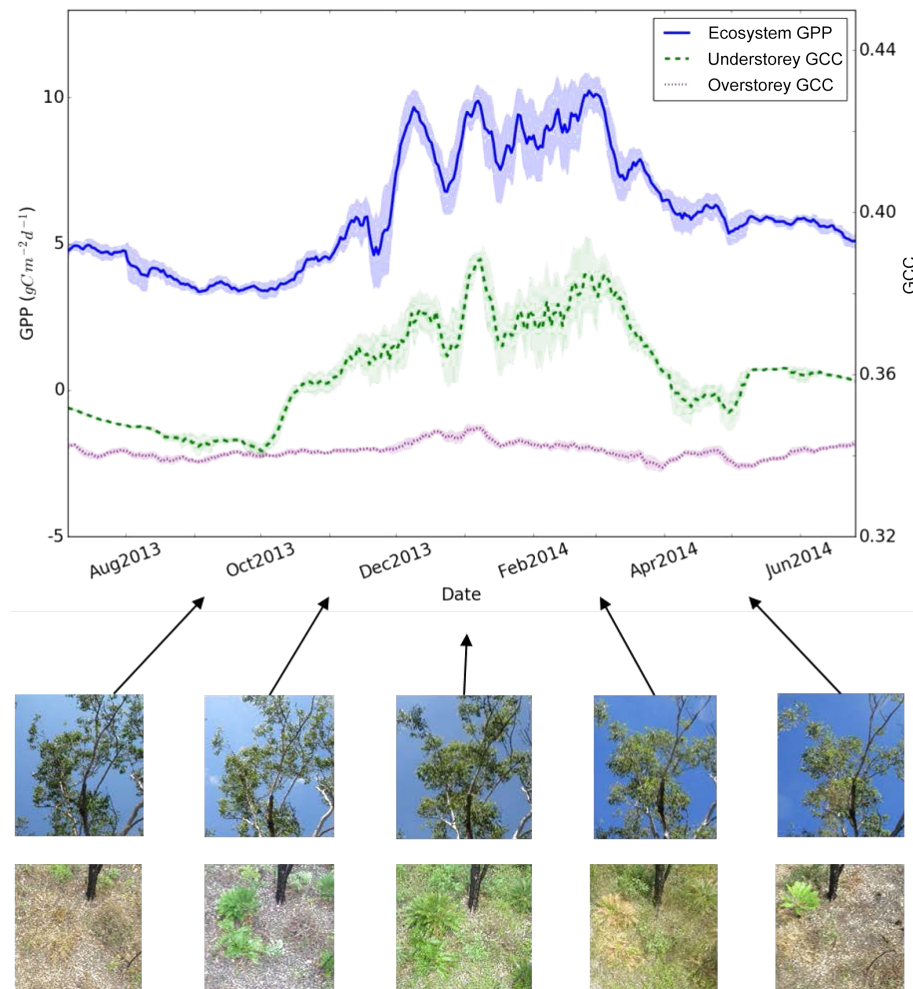 Ecosystem GPP
Understorey GCC
Overstorey GCC
10
5
0
-5
GPP (gCm⁻²d⁻¹)
0.44
0.40
0.36
0.32
GCC
Aug2013
Oct2013
Dec2013
Feb2014
Apr2014
Jun2014
Date